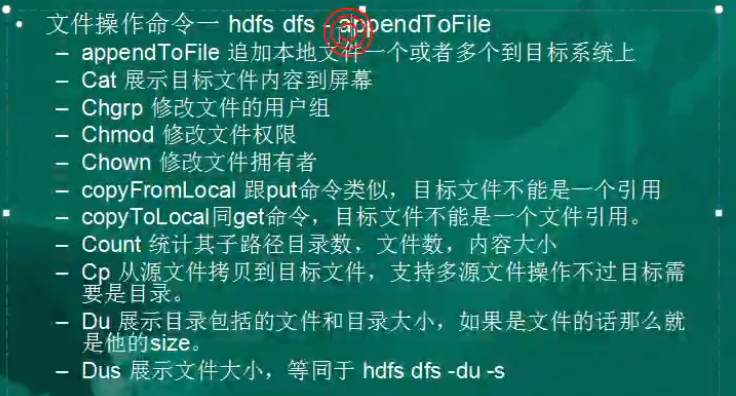 • 文件操作命令一 hdfs dfs - appendToFile
– appendToFile 追加本地文件一个或者多个到目标系统上
– Cat 展示目标文件内容到屏幕
– Chgrp 修改文件的用户组
– Chmod 修改文件权限
– Chown 修改文件拥有者
– copyFromLocal 跟put命令类似，目标文件不能是一个引用
– copyToLocal同get命令，目标文件不能是一个文件引用。
– Count 统计其子路径目录数，文件数，内容大小
– Cp 从源文件拷贝到目标文件，支持多源文件操作不过目标需
要是目录。
– Du 展示目录包括的文件和目录大小，如果是文件的话那么就
是他的size。
– Dus 展示文件大小，等同于 hdfs dfs -du -s